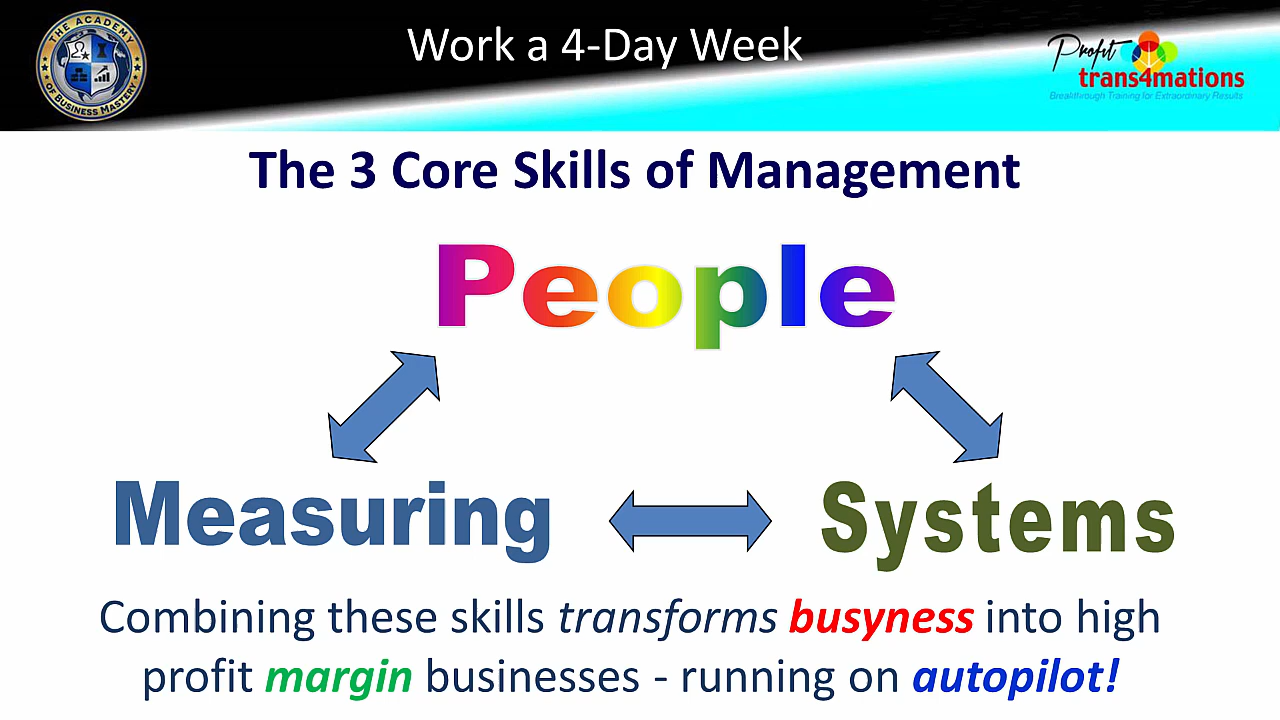 THE ACADEMY
OF BUSINESS MASTERY
Work a 4-Day Week
Profit
trans4mations
Breakthrough Training for Extraordinary Results
The 3 Core Skills of Management
People
Measuring
Systems
Combining these skills transforms busyness into high
profit margin businesses - running on autopilot!